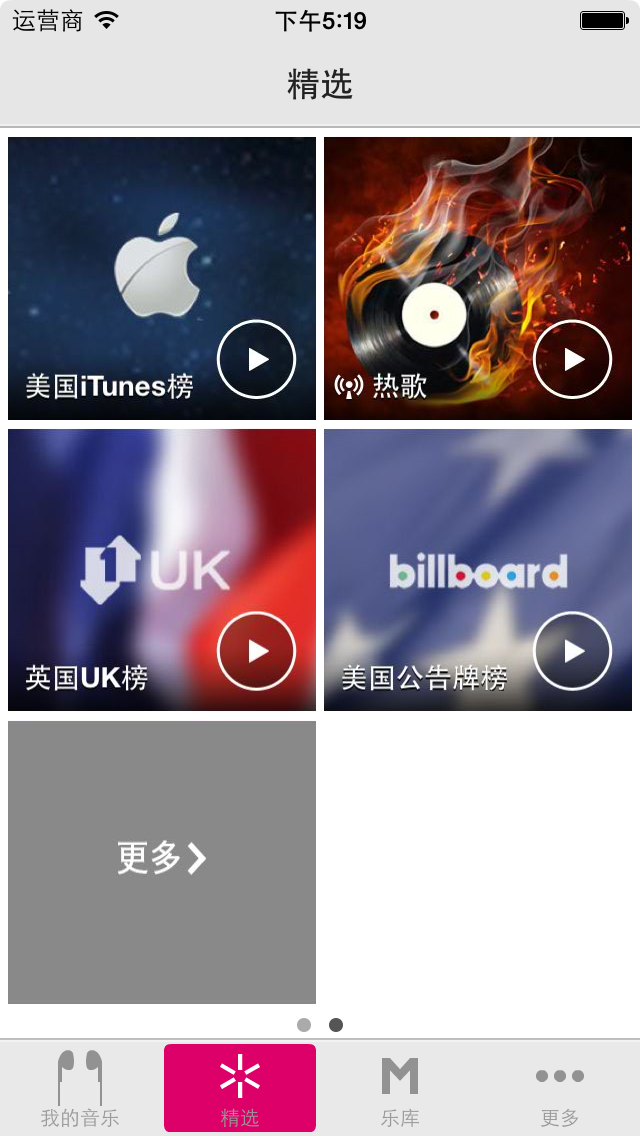 运营商
下午5:19
精选
美国iTunes榜
热歌
1 UK
英国UK榜
billboard
美国公告牌榜
更多
我的音乐
精选
乐库
更多